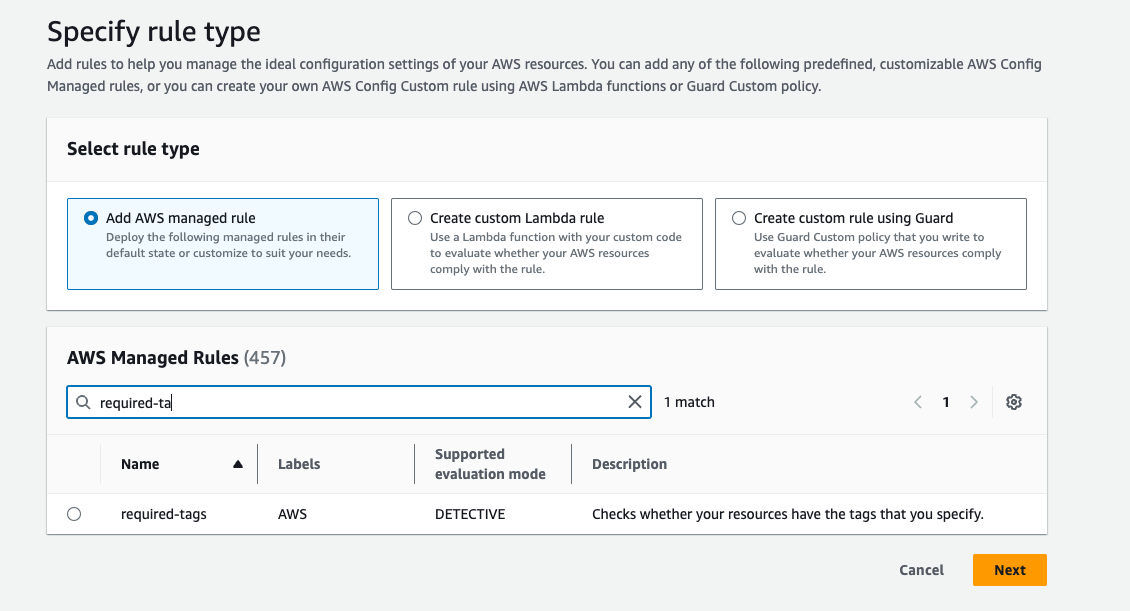 Specify rule type
Add rules to help you manage the ideal configuration settings of your AWS resources. You can add any of the following predefined, customizable AWS Config
Managed rules, or you can create your own AWS Config Custom rule using AWS Lambda functions or Guard Custom policy.
Select rule type
Add AWS managed rule
Deploy the following managed rules in their
default state or customize to suit your needs.
Create custom Lambda rule
Use a Lambda function with your custom code
to evaluate whether your AWS resources
comply with the rule.
Create custom rule using Guard
Use Guard Custom policy that you write to
evaluate whether your AWS resources comply
with the rule.
AWS Managed Rules (457)
required-ta
1 match
1
Name
Labels
Supported
evaluation mode
Description
required-tags
AWS
DETECTIVE
Checks whether your resources have the tags that you specify.
Cancel
Next